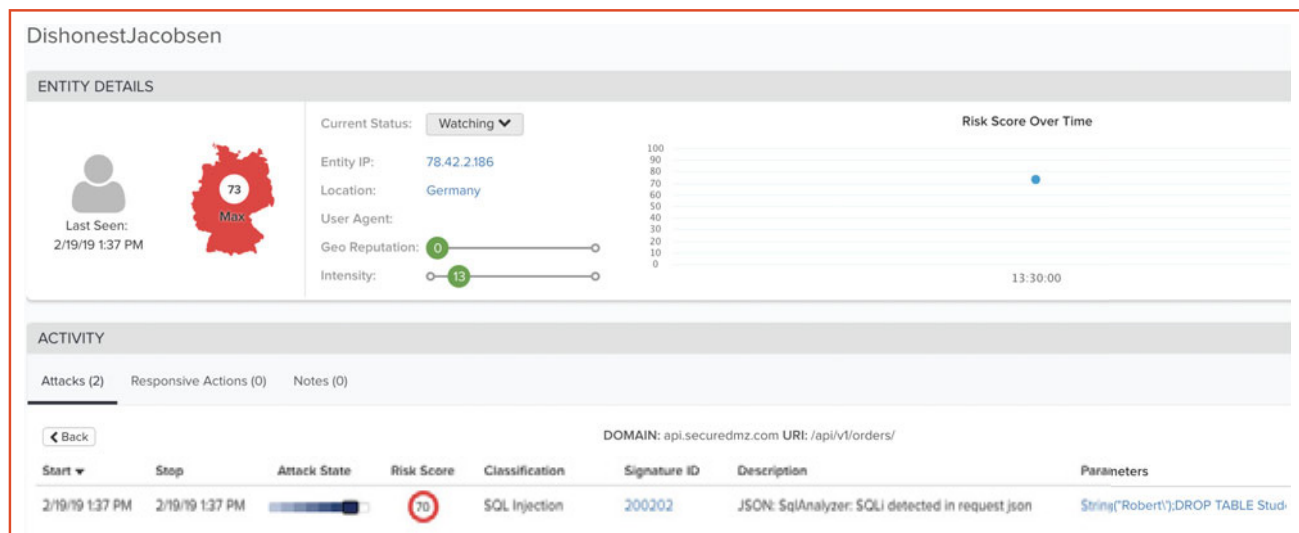 DishonestJacobsen
ENTITY DETAILS
73
Max
Last Seen:
2/19/19 1:37 PM
Current Status: Watching
Entity IP: 78.42.2.186
Location: Germany
User Agent:
Geo Reputation: 0
Intensity: 13
Risk Score Over Time
100
90
80
70
60
50
40
30
20
10
0
13:30:00
ACTIVITY
Attacks (2) Responsive Actions (0) Notes (0)
Back
DOMAIN: api.securedmz.com URI: /api/v1/orders/
Start Stop Attack State Risk Score Classification Signature ID Description Parameters
2/19/19 1:37 PM 2/19/19 1:37 PM 70 SQL Injection 200202 JSON: SqlAnalyzer: SQLi detected in request json String("Robert\');DROP TABLE Stud